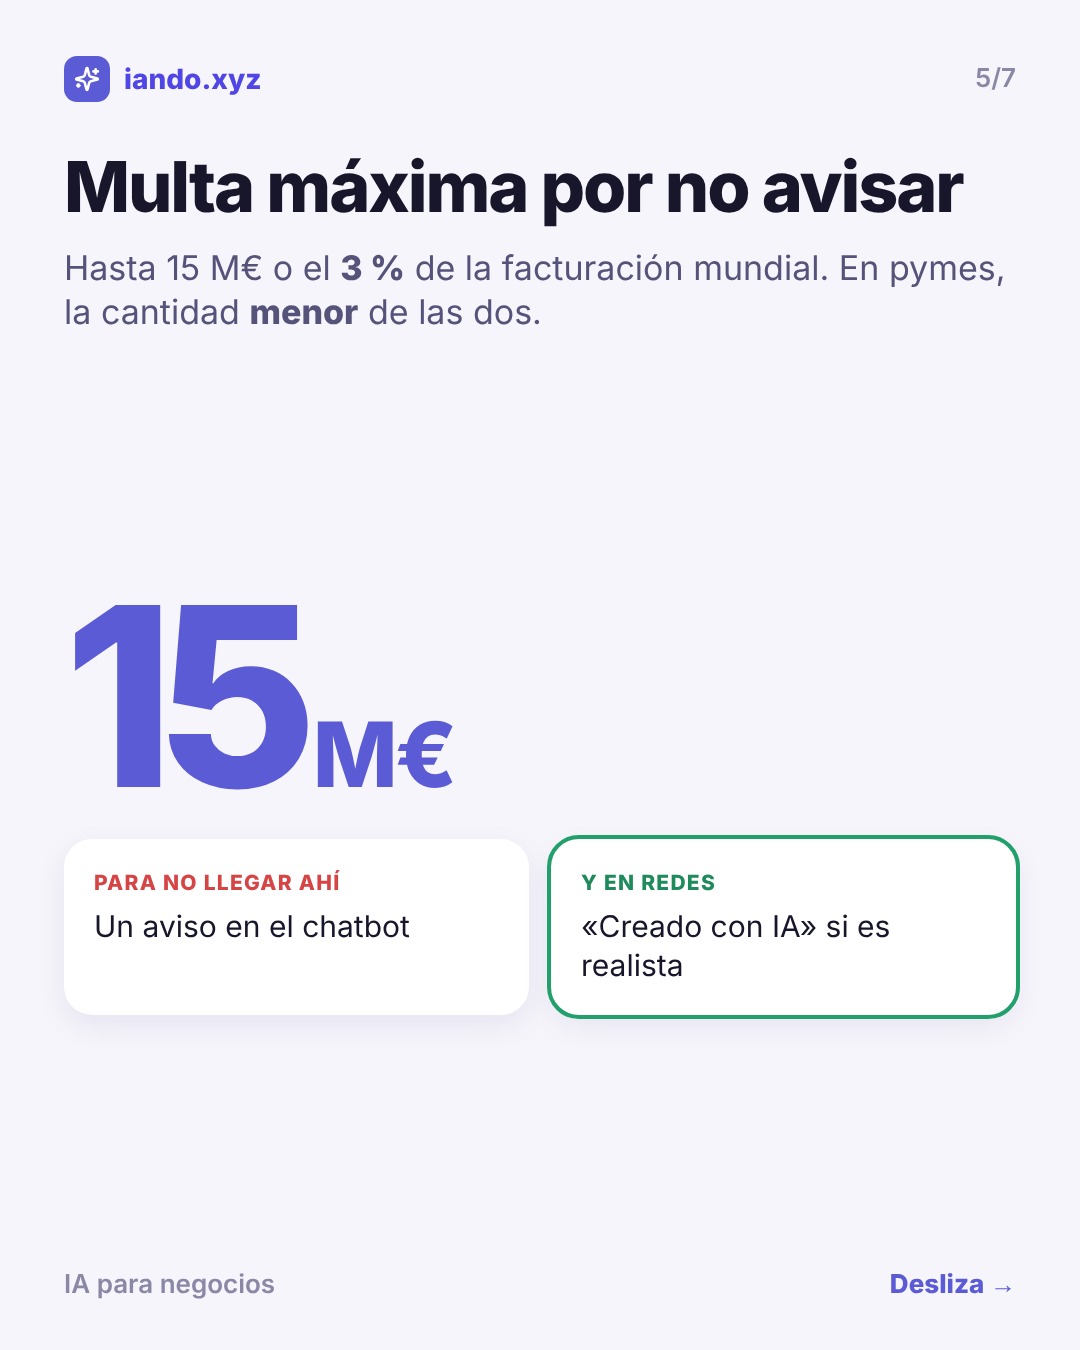 iando.xyz
5/7
Multa máxima por no avisar
Hasta 15 M€ o el 3 % de la facturación mundial. En pymes,
la cantidad menor de las dos.
15 M€
PARA NO LLEGAR AHÍ
Un aviso en el chatbot
Y EN REDES
«Creado con IA» si es
realista
IA para negocios
Desliza →